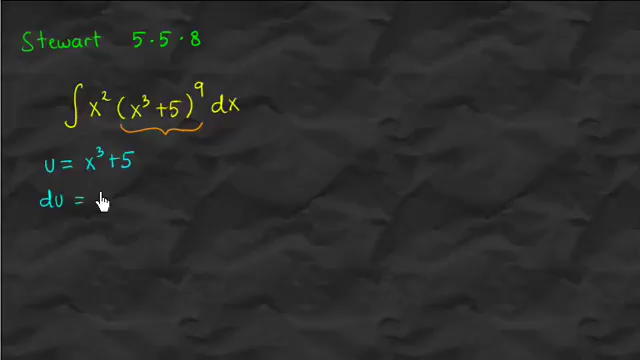 Stewart 5.5.8
∫ x² (x³+5)⁹ dx
u = x³+5
du =